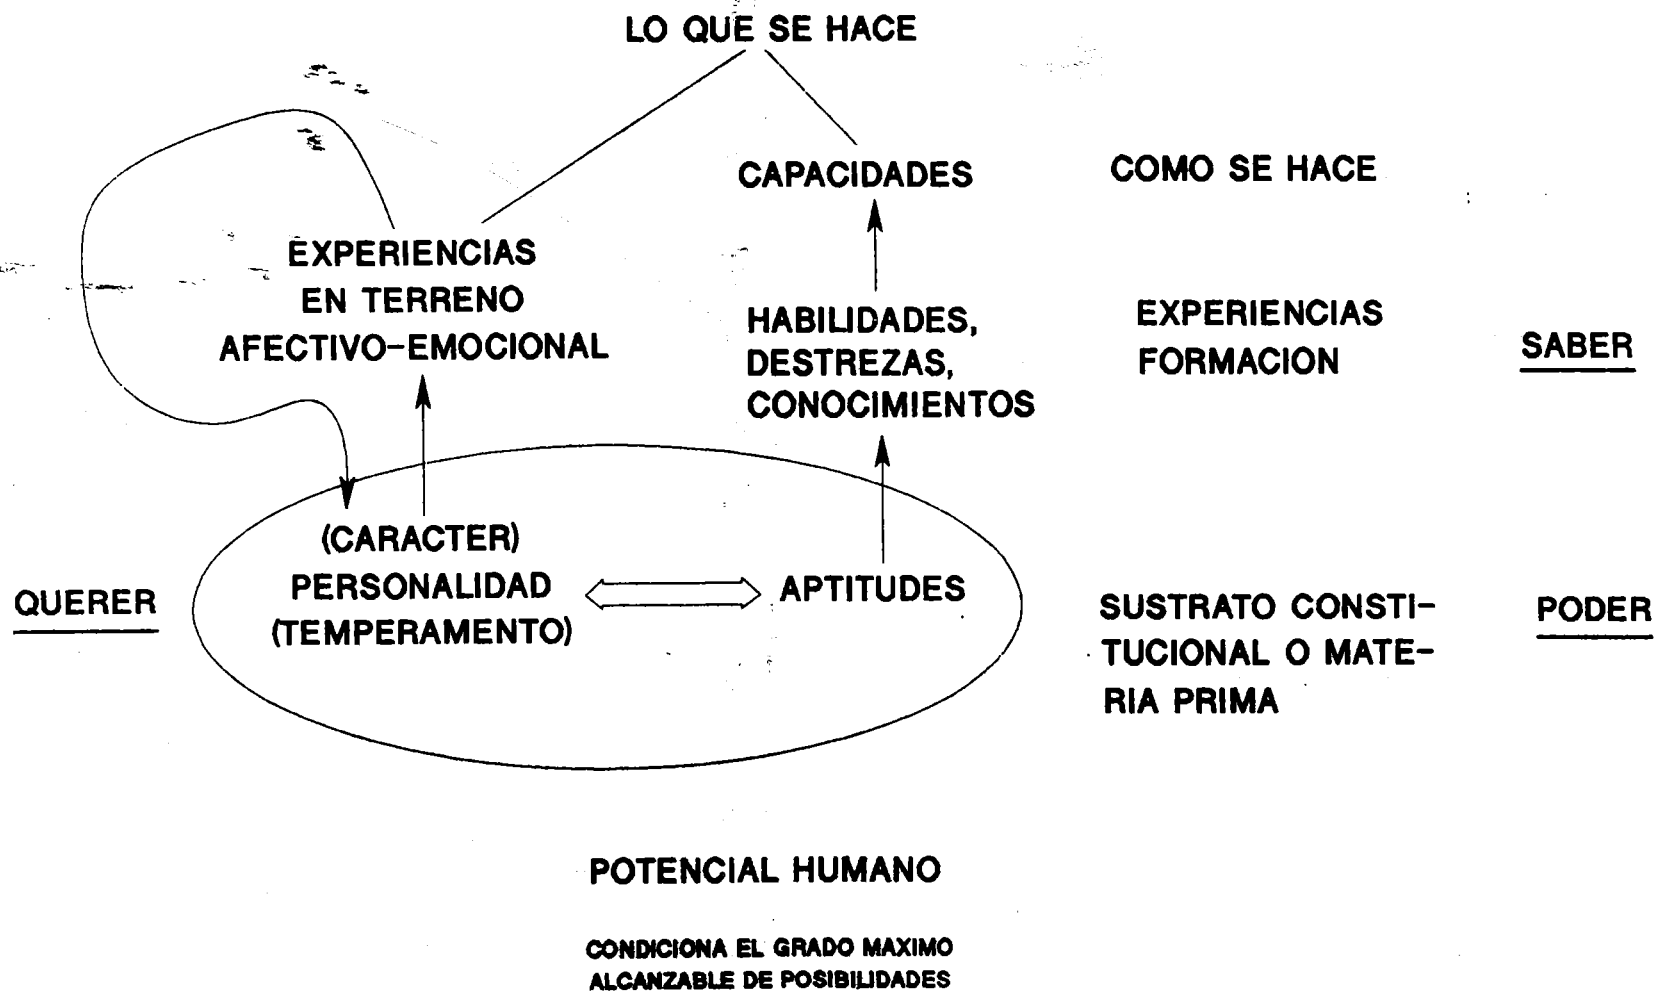 LO QUE SE HACE
CAPACIDADES
COMO SE HACE
EXPERIENCIAS
EN TERRENO
AFECTIVO-EMOCIONAL
HABILIDADES,
DESTREZAS,
CONOCIMIENTOS
EXPERIENCIAS
FORMACION
SABER
(CARACTER)
PERSONALIDAD
(TEMPERAMENTO)
APTITUDES
QUERER
SUSTRATO CONSTI-
TUCIONAL O MATE-
RIA PRIMA
PODER
POTENCIAL HUMANO
CONDICIONA EL GRADO MAXIMO
ALCANZABLE DE POSIBILIDADES